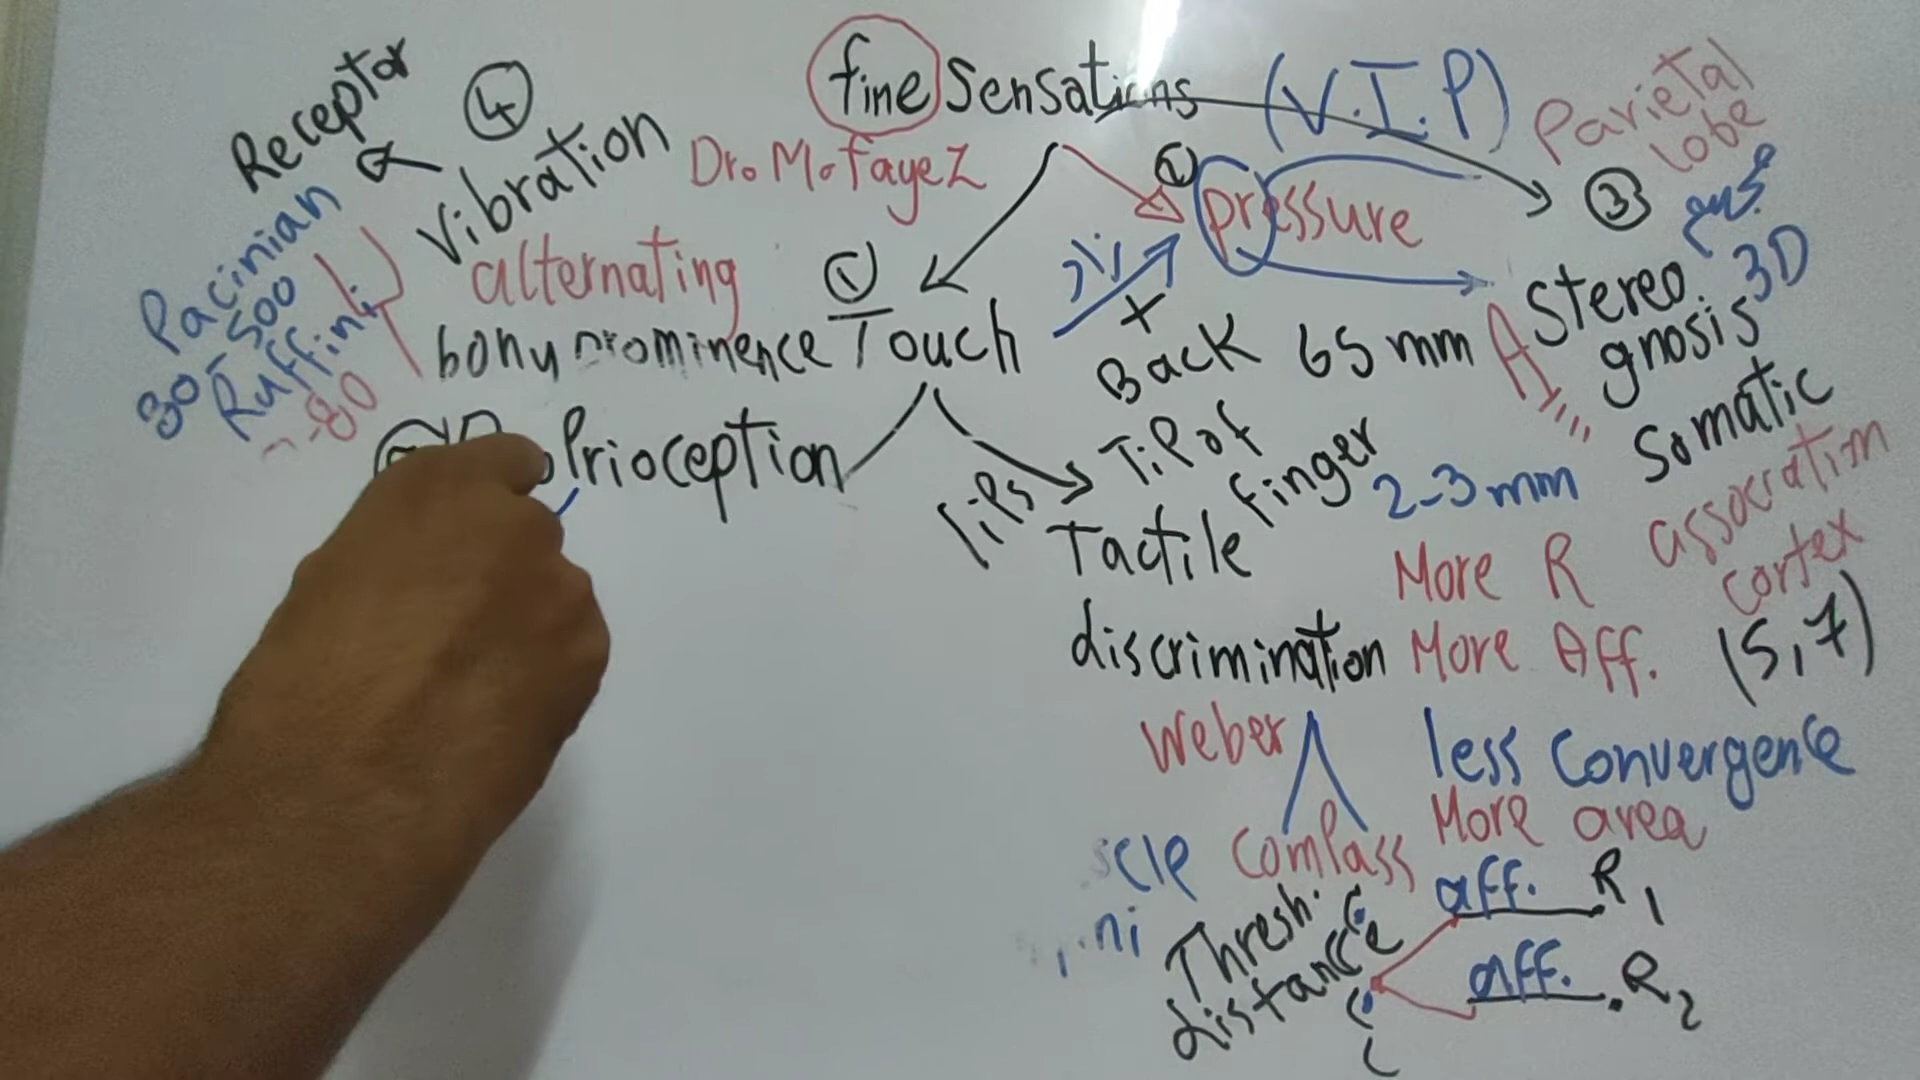 fine Sensations (V.I.P)
Dr. M. fayez
Receptor
④
Vibration
alternating
bony prominence
Pacinian
30-500
Ruffini
-80
① Touch
② pressure
③
Parietal
lobe
Stereo
gnosis
3D
Somatic
association
cortex
(5,7)
+
Back 65 mm
Prioception
lips
Tip of
finger
2-3 mm
Tactile
discrimination
More R
More Aff.
less Convergence
More area
Weber
Compass
Thresh.
distance
aff. R1
aff. R2